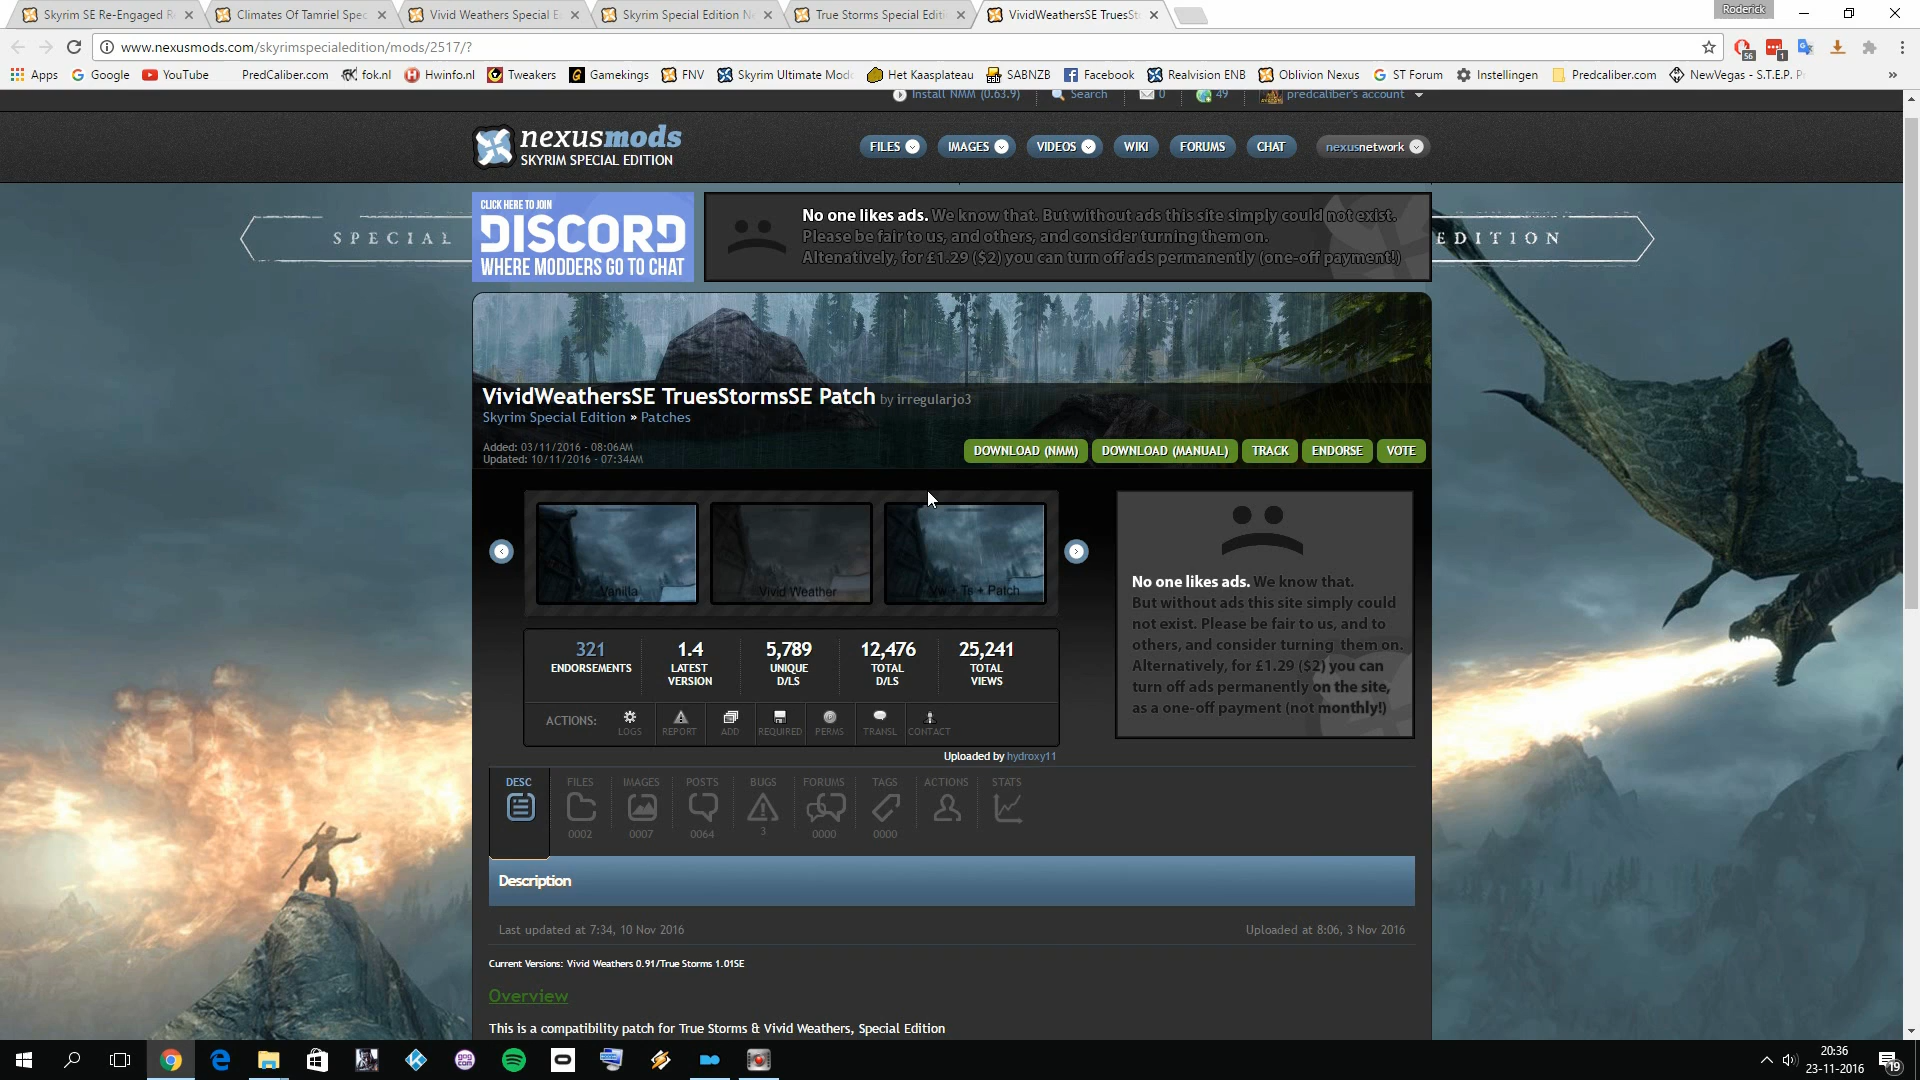 Skyrim SE Re-Engaged
Climates Of Tamriel Spec
Vivid Weathers Special E
Skyrim Special Edition N
True Storms Special Editi
VividWeathersSE TruesSto
Roderick
www.nexusmods.com/skyrimspecialedition/mods/2517/?
56
1
Apps
Google
YouTube
PredCaliber.com
fok.nl
Hwinfo.nl
Tweakers
Gamekings
FNV
Skyrim Ultimate Mod
Het Kaasplateau
SABNZB
Facebook
Realvision ENB
Oblivion Nexus
ST Forum
Instellingen
Predcaliber.com
NewVegas - S.T.E.P.
»
Install NMM (0.63.9)
Search
0
49
predcaliber's account
nexusmods
SKYRIM SPECIAL EDITION
FILES
IMAGES
VIDEOS
WIKI
FORUMS
CHAT
nexusnetwork
SPECIAL
EDITION
CLICK HERE TO JOIN
DISCORD
WHERE MODDERS GO TO CHAT
No one likes ads. We know that. But without ads this site simply could not exist.
Please be fair to us, and others, and consider turning them on.
Altenatively, for £1.29 ($2) you can turn off ads permanently (one-off payment!)
VividWeathersSE TruesStormsSE Patch by irregularjo3
Skyrim Special Edition » Patches
Added: 03/11/2016 - 08:06AM
Updated: 10/11/2016 - 07:34AM
DOWNLOAD (NMM)
DOWNLOAD (MANUAL)
TRACK
ENDORSE
VOTE
Vanilla
Vivid Weather
Vw + Ts + Patch
No one likes ads. We know that.
But without ads this site simply could
not exist. Please be fair to us, and to
others, and consider turning them on.
Alternatively, for £1.29 ($2) you can
turn off ads permanently on the site,
as a one-off payment (not monthly!)
321
ENDORSEMENTS
1.4
LATEST
VERSION
5,789
UNIQUE
D/LS
12,476
TOTAL
D/LS
25,241
TOTAL
VIEWS
ACTIONS:
LOGS
REPORT
ADD
REQUIRED
PERMS
TRANSL
CONTACT
Uploaded by hydroxy11
DESC
FILES
0002
IMAGES
0007
POSTS
0064
BUGS
3
FORUMS
0000
TAGS
0000
ACTIONS
STATS
Description
Last updated at 7:34, 10 Nov 2016
Uploaded at 8:06, 3 Nov 2016
Current Versions: Vivid Weathers 0.91/True Storms 1.01SE
Overview
This is a compatibility patch for True Storms & Vivid Weathers, Special Edition
gog
com
20:36
23-11-2016
19